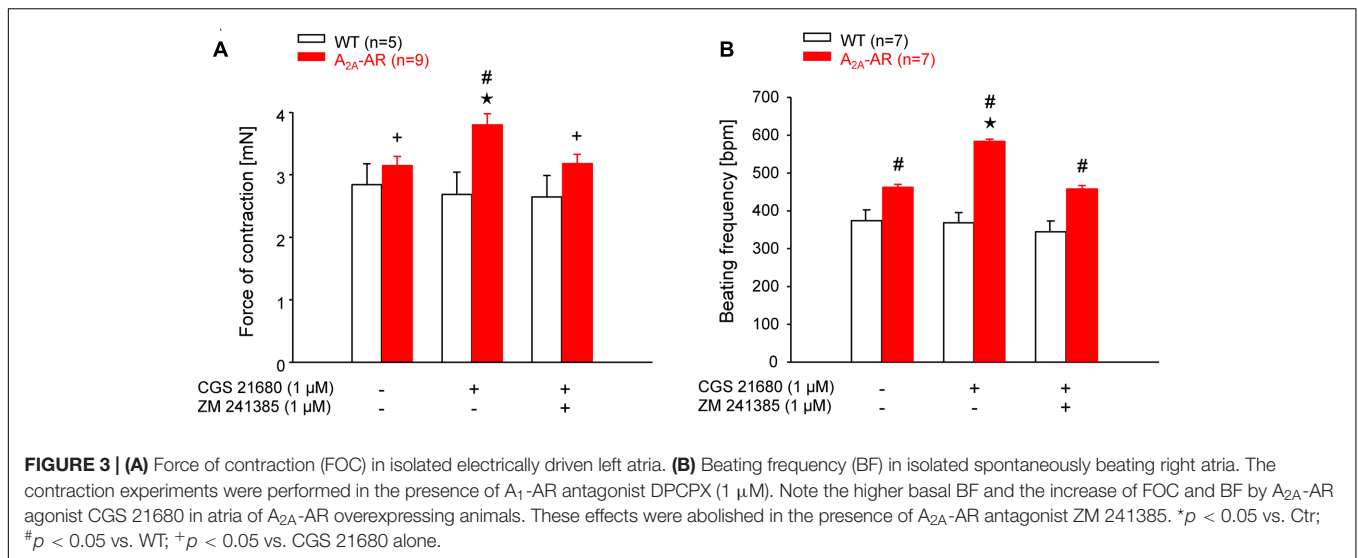 A
WT (n=5)
A2A-AR (n=9)
#
★
+
+
Force of contraction [mN]
4
3
2
1
0
CGS 21680 (1 µM) - + +
ZM 241385 (1 µM) - - +
B
WT (n=7)
A2A-AR (n=7)
#
★
#
#
Beating frequency [bpm]
700
600
500
400
300
200
100
0
CGS 21680 (1 µM) - + +
ZM 241385 (1 µM) - - +
FIGURE 3 | (A) Force of contraction (FOC) in isolated electrically driven left atria. (B) Beating frequency (BF) in isolated spontaneously beating right atria. The
contraction experiments were performed in the presence of A1-AR antagonist DPCPX (1 µM). Note the higher basal BF and the increase of FOC and BF by A2A-AR
agonist CGS 21680 in atria of A2A-AR overexpressing animals. These effects were abolished in the presence of A2A-AR antagonist ZM 241385. *p < 0.05 vs. Ctr;
#p < 0.05 vs. WT; +p < 0.05 vs. CGS 21680 alone.